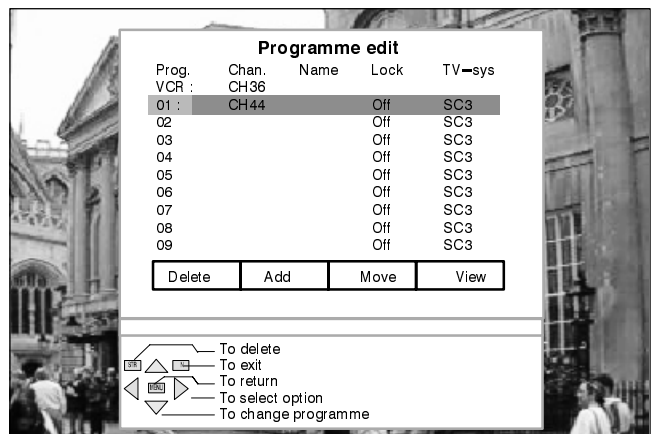 Programme edit
Prog. Chan. Name Lock TV-sys
VCR : CH36
01 : CH44 Off SC3
02 Off SC3
03 Off SC3
04 Off SC3
05 Off SC3
06 Off SC3
07 Off SC3
08 Off SC3
09 Off SC3
Delete Add Move View
To delete
STR N To exit
MENU To return
To select option
To change programme